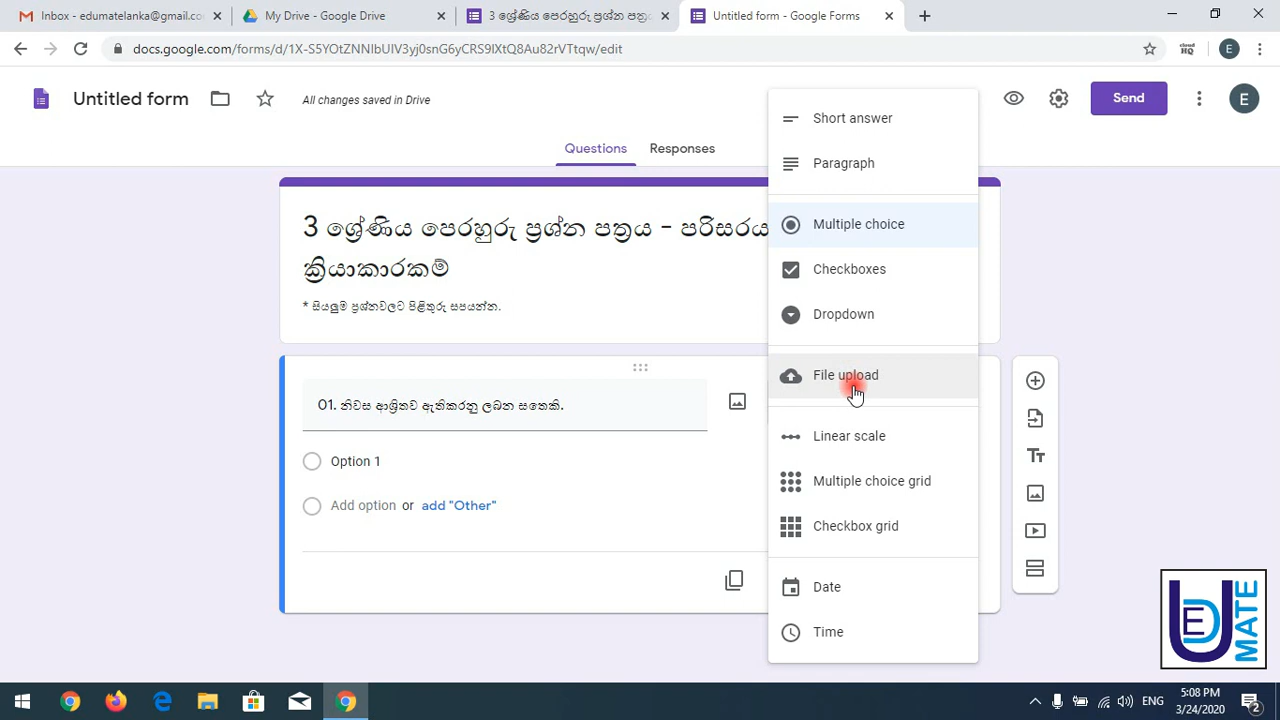 Inbox - edumatelanka@gmail.co
My Drive - Google Drive
3 ශ්‍රේණිය පෙරහුරු ප්‍රශ්න පත්‍ර
Untitled form - Google Forms
docs.google.com/forms/d/1X-S5YOtZNNIbUIV3yj0snG6yCRS9IXtQ8Au82rVTtqw/edit
cloud
HQ
E
Untitled form
All changes saved in Drive
Send
E
Questions
Responses
3 ශ්‍රේණිය පෙරහුරු ප්‍රශ්න පත්‍රය - පරිසරය
ක්‍රියාකාරකම්
* සියලුම ප්‍රශ්නවලට පිළිතුරු සපයන්න.
01. නිවස ආශ්‍රිතව ඇතිකරනු ලබන සතෙකි.
Option 1
Add option or add "Other"
Short answer
Paragraph
Multiple choice
Checkboxes
Dropdown
File upload
Linear scale
Multiple choice grid
Checkbox grid
Date
Time
EDU
MATE
ENG
5:08 PM
3/24/2020
2